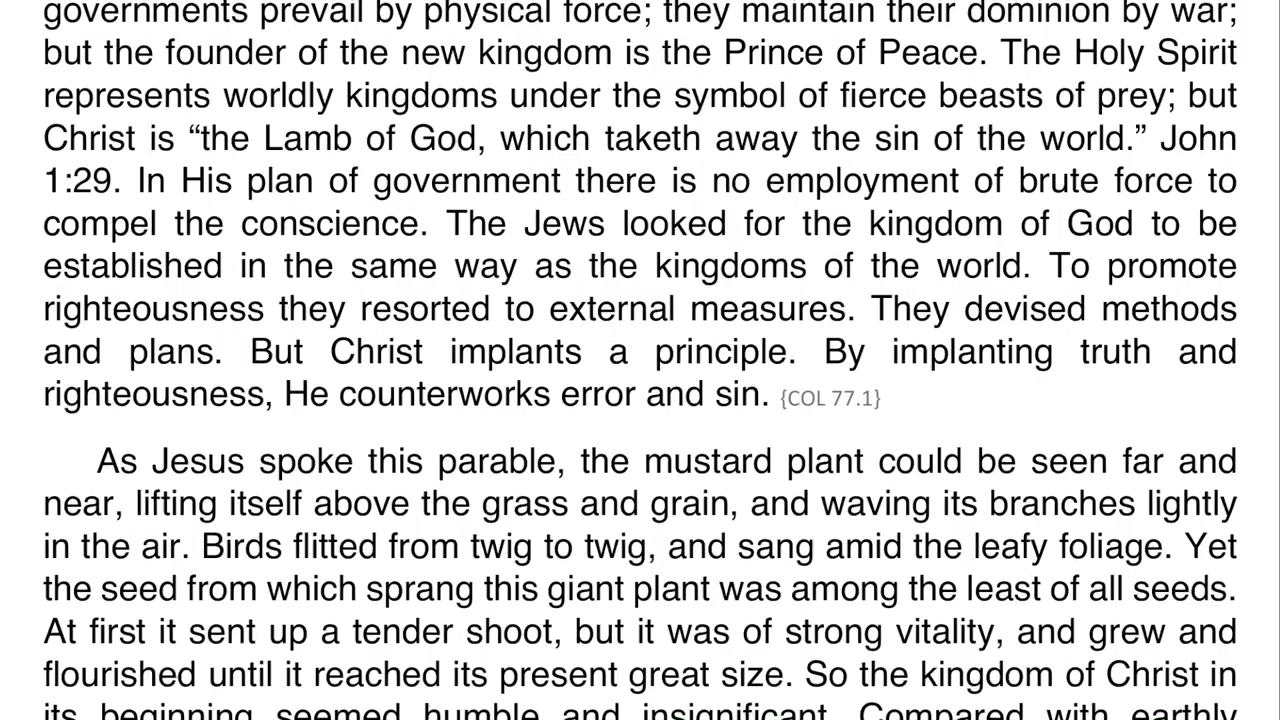 governments prevail by physical force; they maintain their dominion by war;
but the founder of the new kingdom is the Prince of Peace. The Holy Spirit
represents worldly kingdoms under the symbol of fierce beasts of prey; but
Christ is “the Lamb of God, which taketh away the sin of the world.” John
1:29. In His plan of government there is no employment of brute force to
compel the conscience. The Jews looked for the kingdom of God to be
established in the same way as the kingdoms of the world. To promote
righteousness they resorted to external measures. They devised methods
and plans. But Christ implants a principle. By implanting truth and
righteousness, He counterworks error and sin. {COL 77.1}
As Jesus spoke this parable, the mustard plant could be seen far and
near, lifting itself above the grass and grain, and waving its branches lightly
in the air. Birds flitted from twig to twig, and sang amid the leafy foliage. Yet
the seed from which sprang this giant plant was among the least of all seeds.
At first it sent up a tender shoot, but it was of strong vitality, and grew and
flourished until it reached its present great size. So the kingdom of Christ in
its beginning seemed humble and insignificant. Compared with earthly